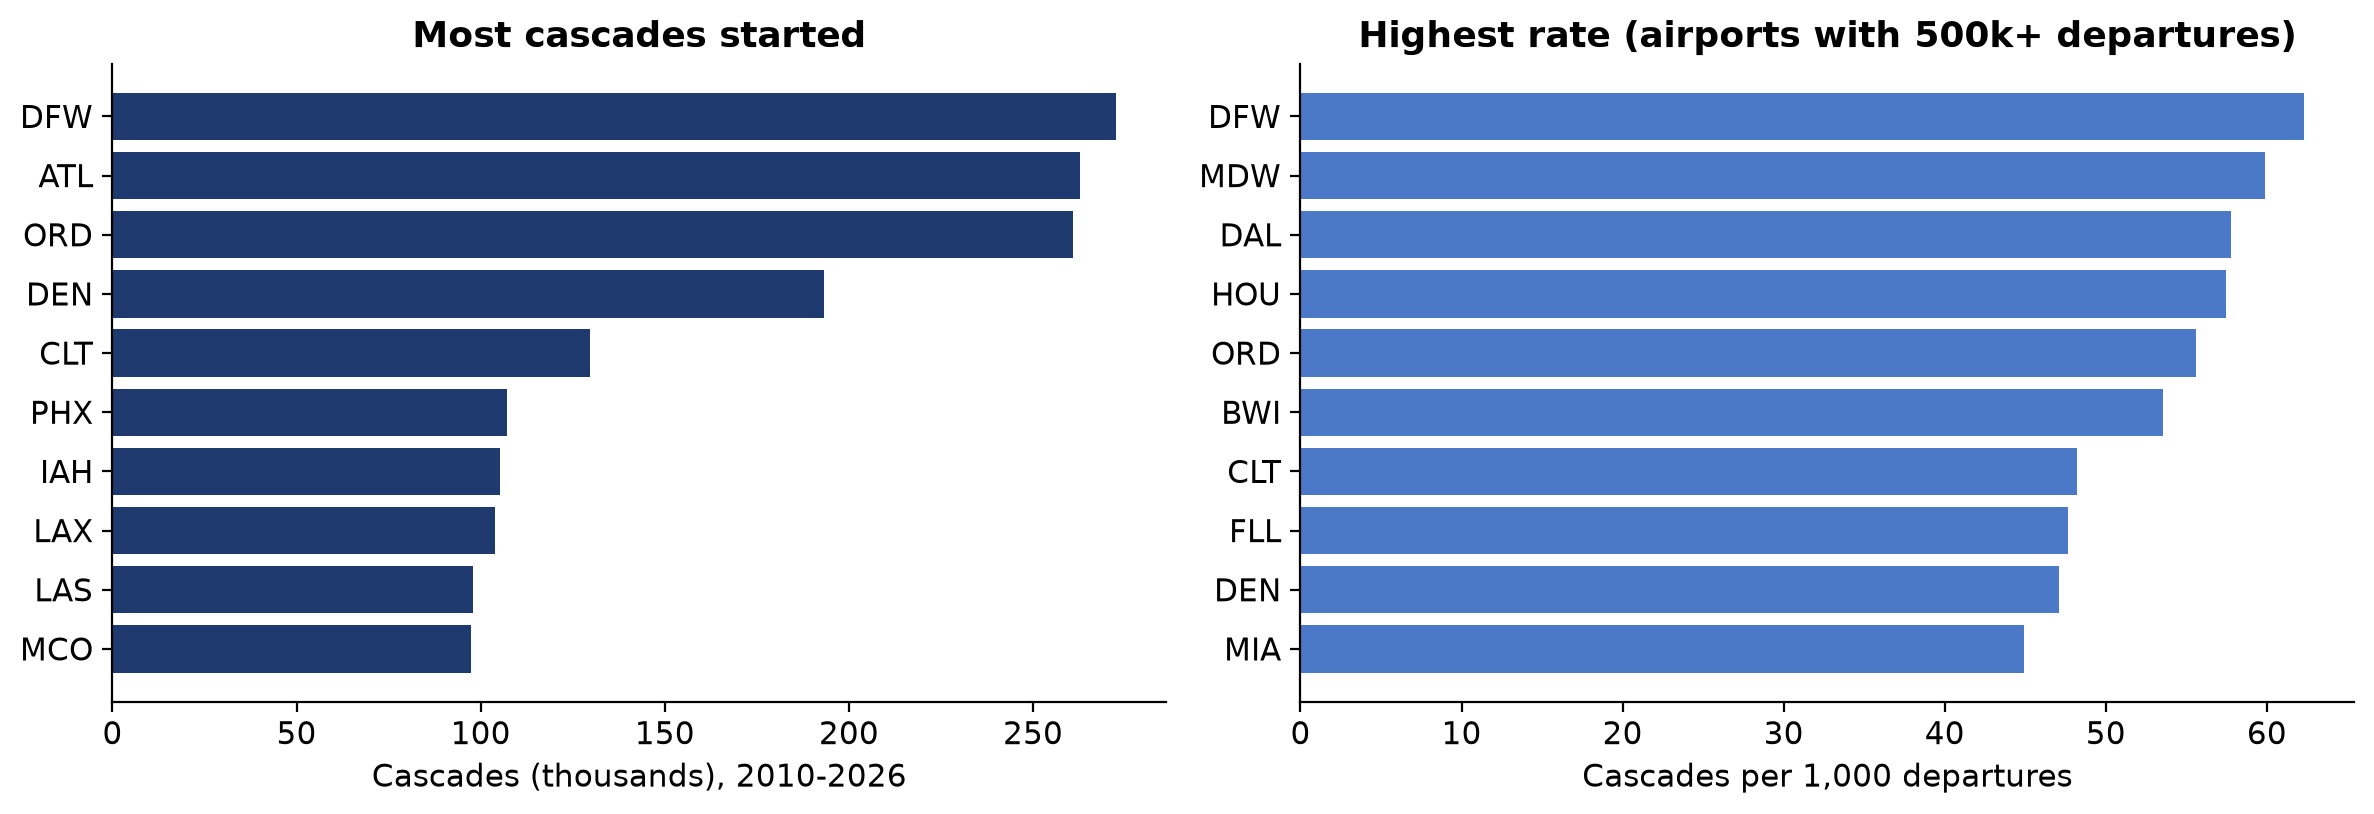 Most cascades started
DFW
ATL
ORD
DEN
CLT
PHX
IAH
LAX
LAS
MCO
0 50 100 150 200 250
Cascades (thousands), 2010-2026
Highest rate (airports with 500k+ departures)
DFW
MDW
DAL
HOU
ORD
BWI
CLT
FLL
DEN
MIA
0 10 20 30 40 50 60
Cascades per 1,000 departures